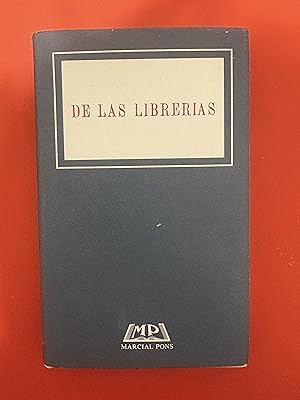 DE LAS LIBRERIAS
MP
MARCIAL PONS